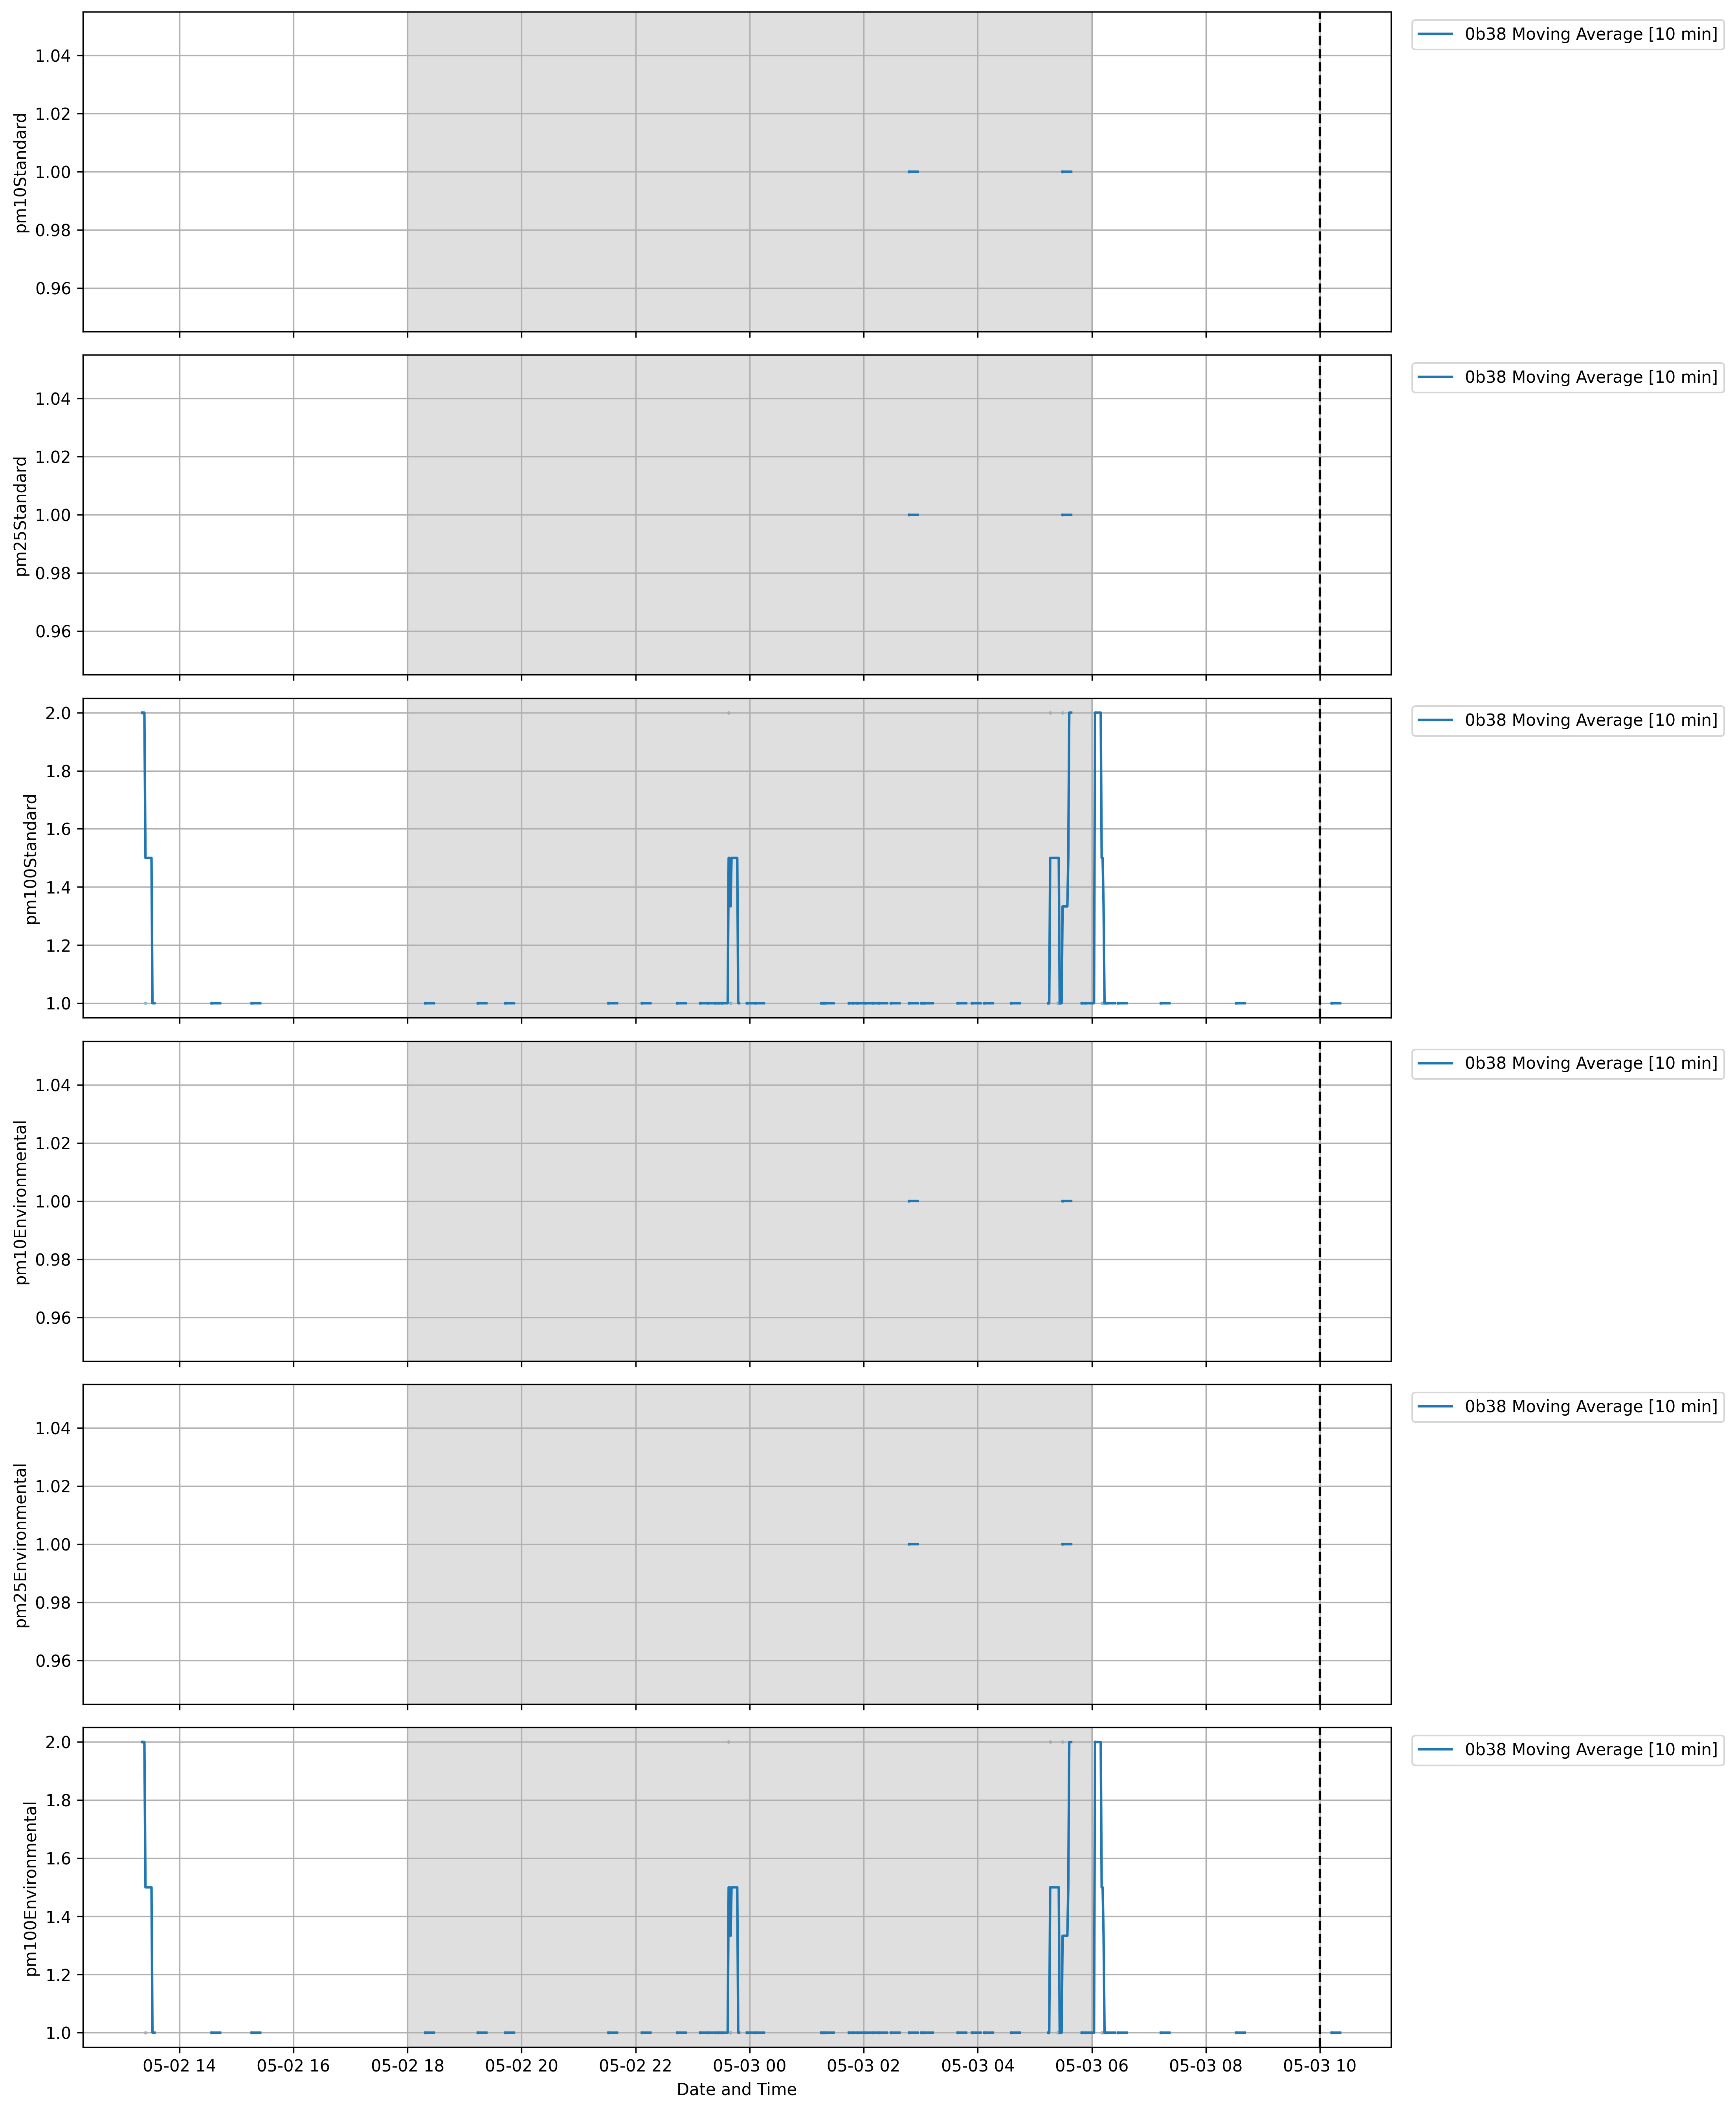 1.04
1.02
1.00
0.98
0.96
pm10Standard
0b38 Moving Average [10 min]
1.04
1.02
1.00
0.98
0.96
pm25Standard
0b38 Moving Average [10 min]
2.0
1.8
1.6
1.4
1.2
1.0
pm100Standard
0b38 Moving Average [10 min]
1.04
1.02
1.00
0.98
0.96
pm10Environmental
0b38 Moving Average [10 min]
1.04
1.02
1.00
0.98
0.96
pm25Environmental
0b38 Moving Average [10 min]
2.0
1.8
1.6
1.4
1.2
1.0
pm100Environmental
0b38 Moving Average [10 min]
05-02 14 05-02 16 05-02 18 05-02 20 05-02 22 05-03 00 05-03 02 05-03 04 05-03 06 05-03 08 05-03 10
Date and Time